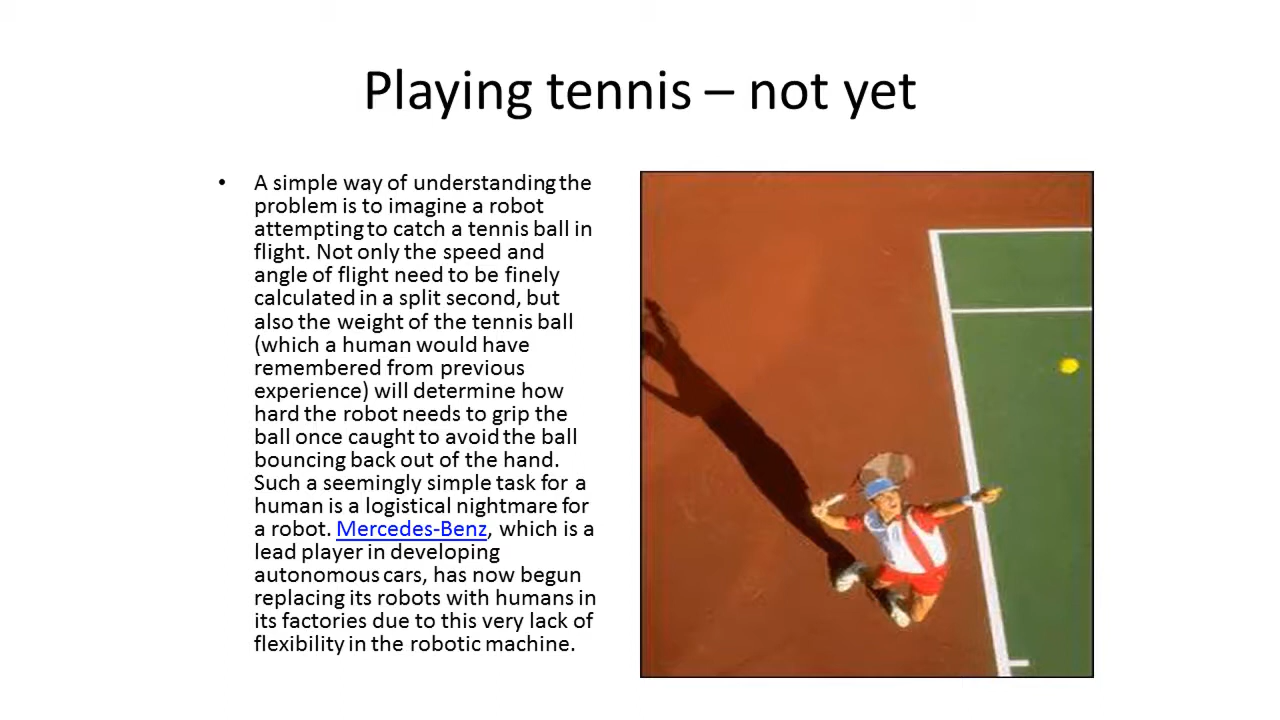 Playing tennis – not yet
• A simple way of understanding the
problem is to imagine a robot
attempting to catch a tennis ball in
flight. Not only the speed and
angle of flight need to be finely
calculated in a split second, but
also the weight of the tennis ball
(which a human would have
remembered from previous
experience) will determine how
hard the robot needs to grip the
ball once caught to avoid the ball
bouncing back out of the hand.
Such a seemingly simple task for a
human is a logistical nightmare for
a robot. Mercedes-Benz, which is a
lead player in developing
autonomous cars, has now begun
replacing its robots with humans in
its factories due to this very lack of
flexibility in the robotic machine.